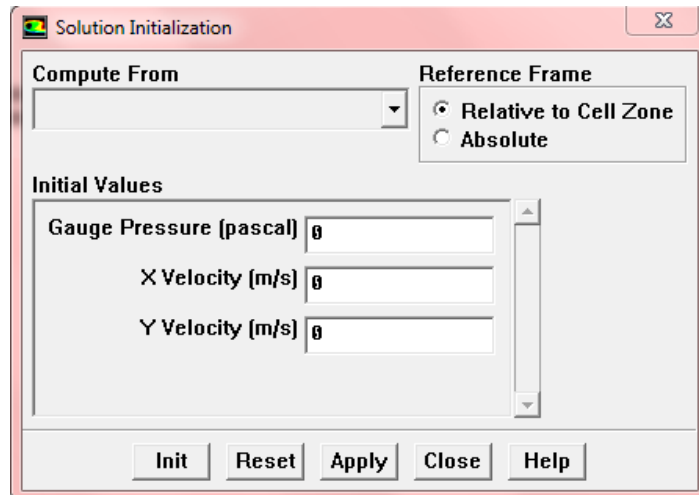 Solution Initialization
Compute From
Reference Frame
Relative to Cell Zone
Absolute
Initial Values
Gauge Pressure (pascal) 0
X Velocity (m/s) 0
Y Velocity (m/s) 0
Init Reset Apply Close Help